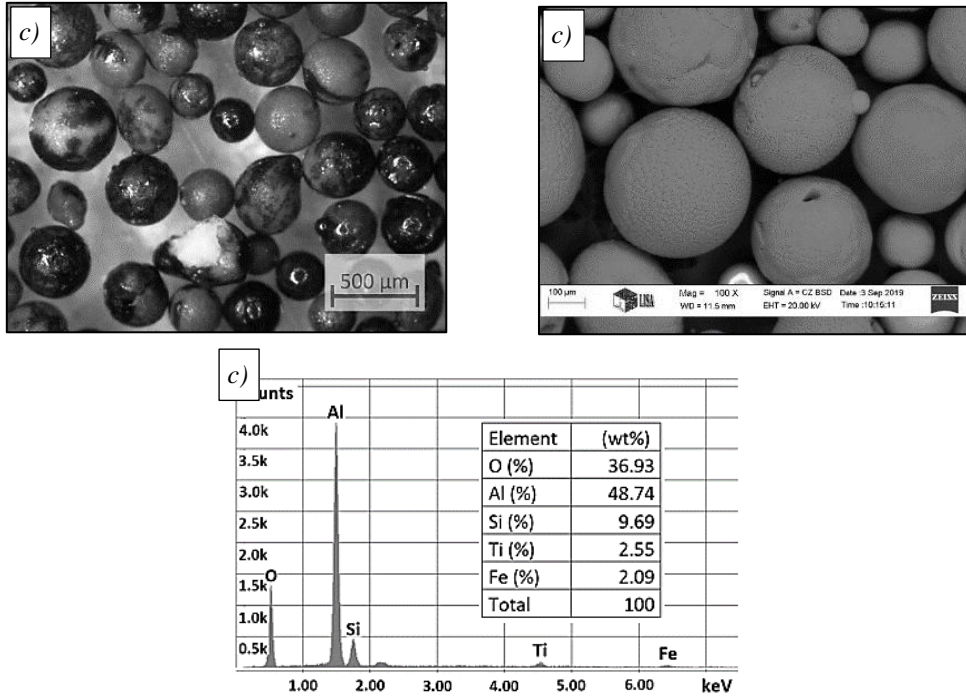 c)
500 µm
c)
100 µm
LISA
Mag = 100 X
WD = 11.5 mm
Signal A = CZ BSD
EHT = 20.00 kV
Date :3 Sep 2019
Time :10:15:11
ZEISS
c)
unts
4.0k
3.5k
3.0k
2.5k
2.0k
1.5k
1.0k
0.5k
O
Al
Si
Ti
Fe
Element (wt%)
O (%) 36.93
Al (%) 48.74
Si (%) 9.69
Ti (%) 2.55
Fe (%) 2.09
Total 100
1.00 2.00 3.00 4.00 5.00 6.00 keV